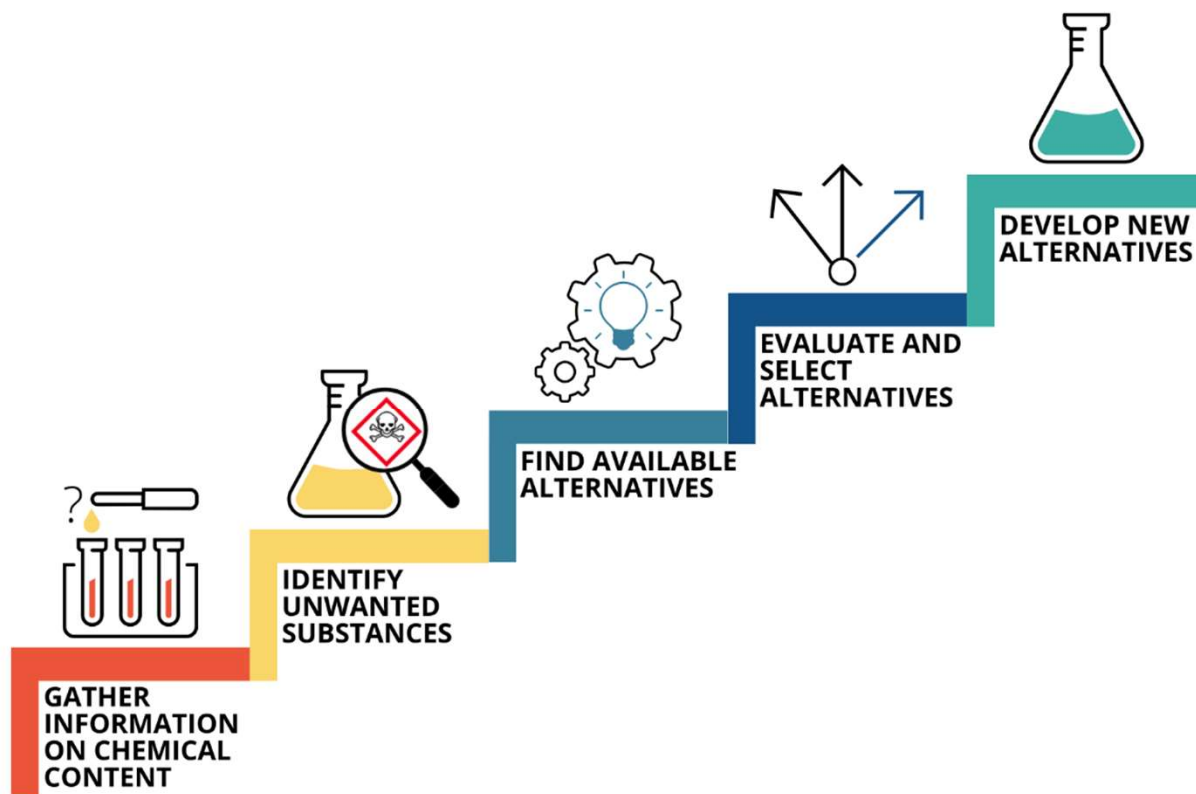 GATHER
INFORMATION
ON CHEMICAL
CONTENT
?
IDENTIFY
UNWANTED
SUBSTANCES
FIND AVAILABLE
ALTERNATIVES
EVALUATE AND
SELECT
ALTERNATIVES
DEVELOP NEW
ALTERNATIVES